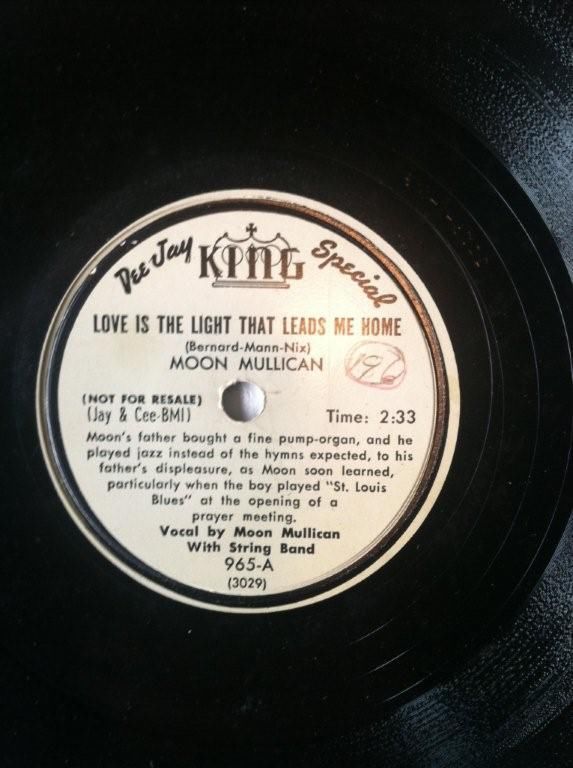 Dee Jay KING Special
LOVE IS THE LIGHT THAT LEADS ME HOME
(Bernard-Mann-Nix)
MOON MULLICAN
(NOT FOR RESALE)
(Jay & Cee-BMI) Time: 2:33
Moon's father bought a fine pump-organ, and he
played jazz instead of the hymns expected, to his
father's displeasure, as Moon soon learned,
particularly when the boy played "St. Louis
Blues" at the opening of a
prayer meeting.
Vocal by Moon Mullican
With String Band
965-A
(3029)